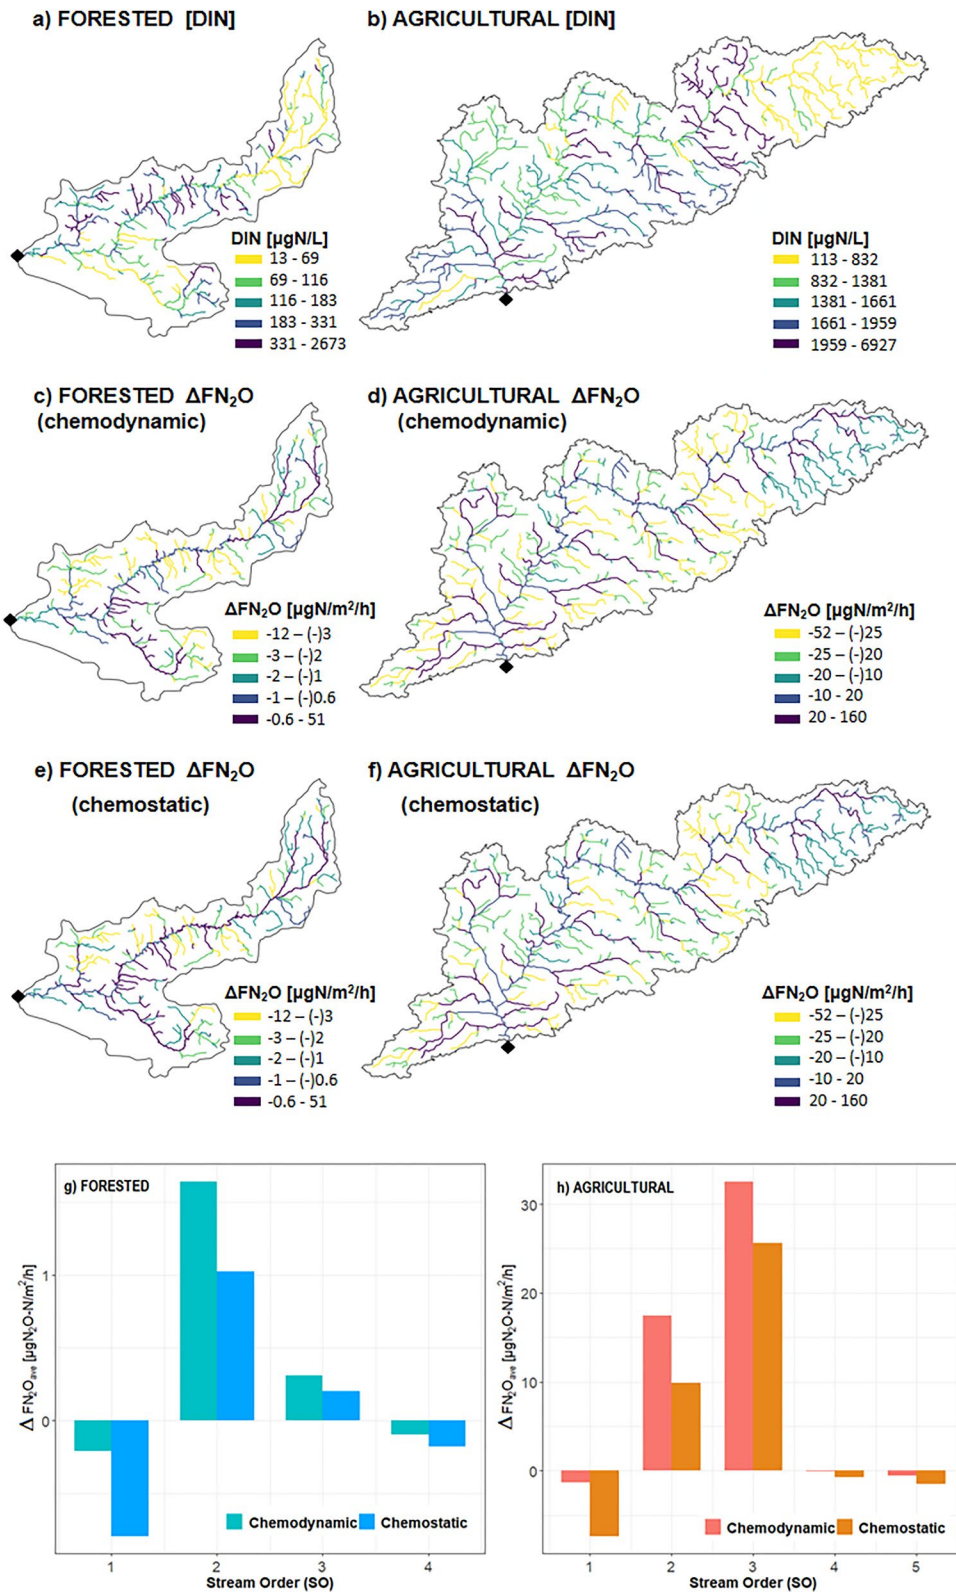 a) FORESTED [DIN]
b) AGRICULTURAL [DIN]
DIN [µgN/L]
13 - 69
69 - 116
116 - 183
183 - 331
331 - 2673
DIN [µgN/L]
113 - 832
832 - 1381
1381 - 1661
1661 - 1959
1959 - 6927
c) FORESTED ΔFN₂O
(chemodynamic)
d) AGRICULTURAL ΔFN₂O
(chemodynamic)
ΔFN₂O [µgN/m²/h]
-12 – (-)3
-3 – (-)2
-2 – (-)1
-1 – (-)0.6
-0.6 - 51
ΔFN₂O [µgN/m²/h]
-52 – (-)25
-25 – (-)20
-20 – (-)10
-10 - 20
20 - 160
e) FORESTED ΔFN₂O
(chemostatic)
f) AGRICULTURAL ΔFN₂O
(chemostatic)
ΔFN₂O [µgN/m²/h]
-12 – (-)3
-3 – (-)2
-2 – (-)1
-1 – (-)0.6
-0.6 - 51
ΔFN₂O [µgN/m²/h]
-52 – (-)25
-25 – (-)20
-20 – (-)10
-10 - 20
20 - 160
g) FORESTED
Δ FN₂Oave [µgN₂O-N/m²/h]
1
0
Chemodynamic Chemostatic
1 2 3 4
Stream Order (SO)
h) AGRICULTURAL
Δ FN₂Oave [µgN₂O-N/m²/h]
30
20
10
0
Chemodynamic Chemostatic
1 2 3 4 5
Stream Order (SO)